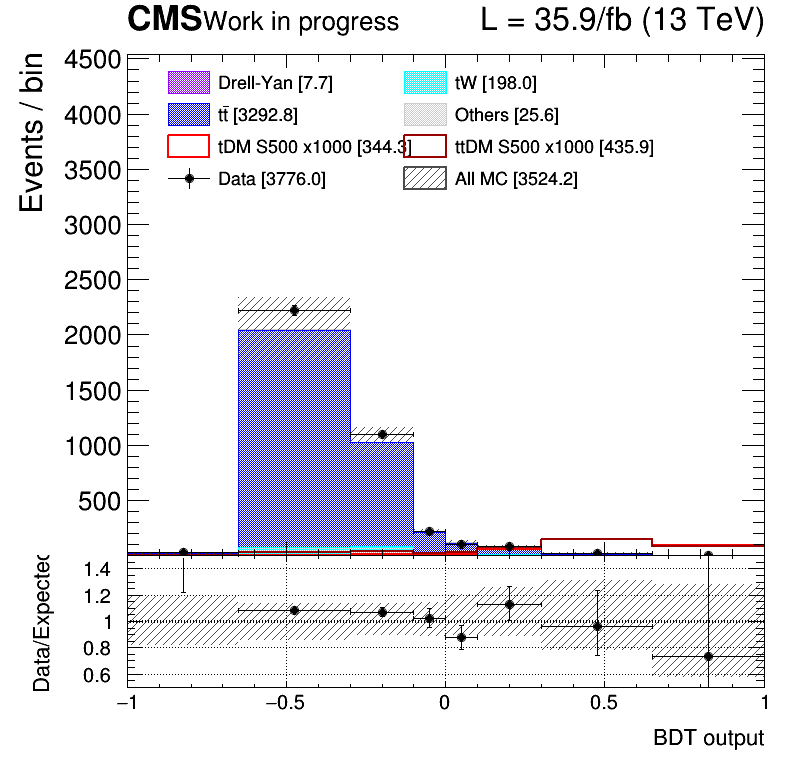 CMS Work in progress L = 35.9/fb (13 TeV)
Events / bin
4500
4000
3500
3000
2500
2000
1500
1000
500
Drell-Yan [7.7] tW [198.0]
tt̄ [3292.8] Others [25.6]
tDM S500 x1000 [344.3] ttDM S500 x1000 [435.9]
Data [3776.0] All MC [3524.2]
Data/Expected
1.4
1.2
1
0.8
0.6
−1 −0.5 0 0.5 1
BDT output